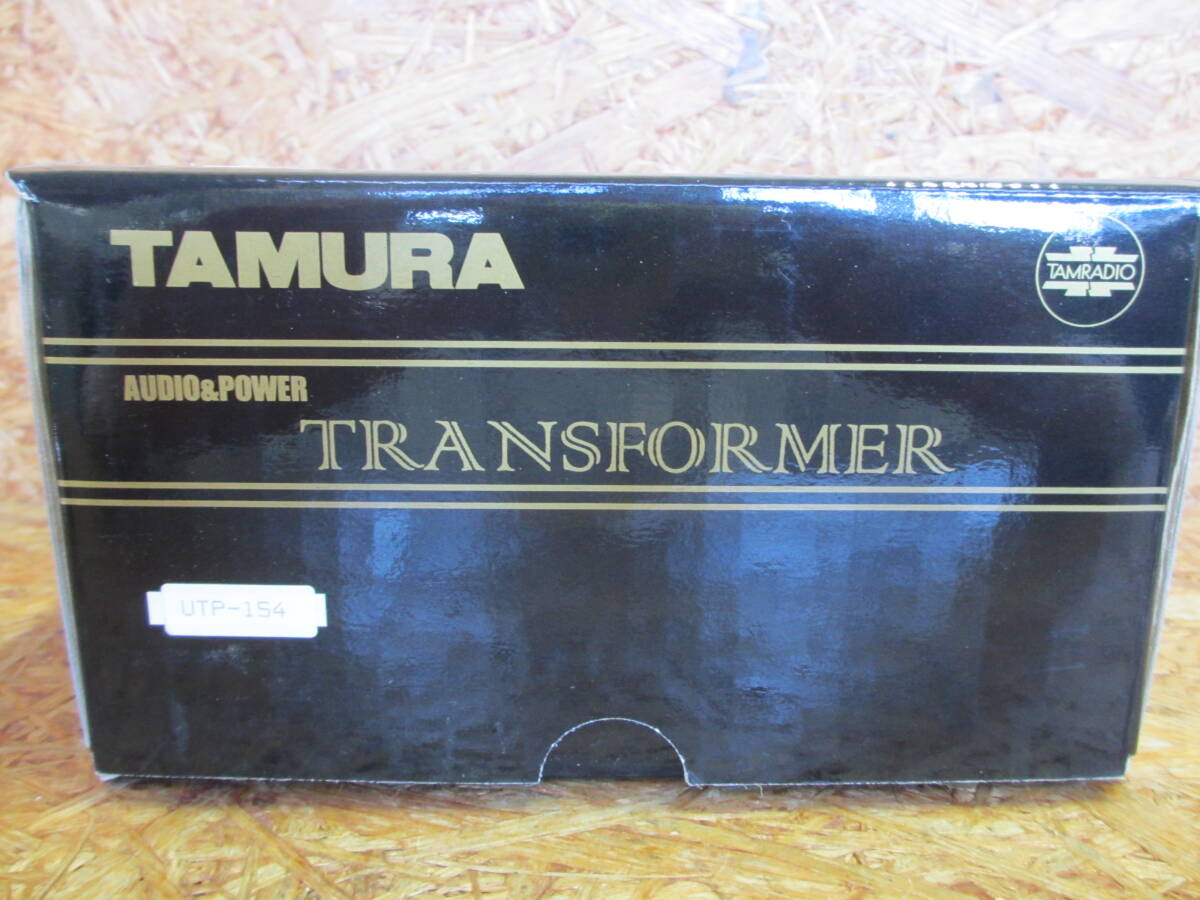 TAMURA
TAMRADIO
AUDIO&POWER
TRANSFORMER
UTP-154